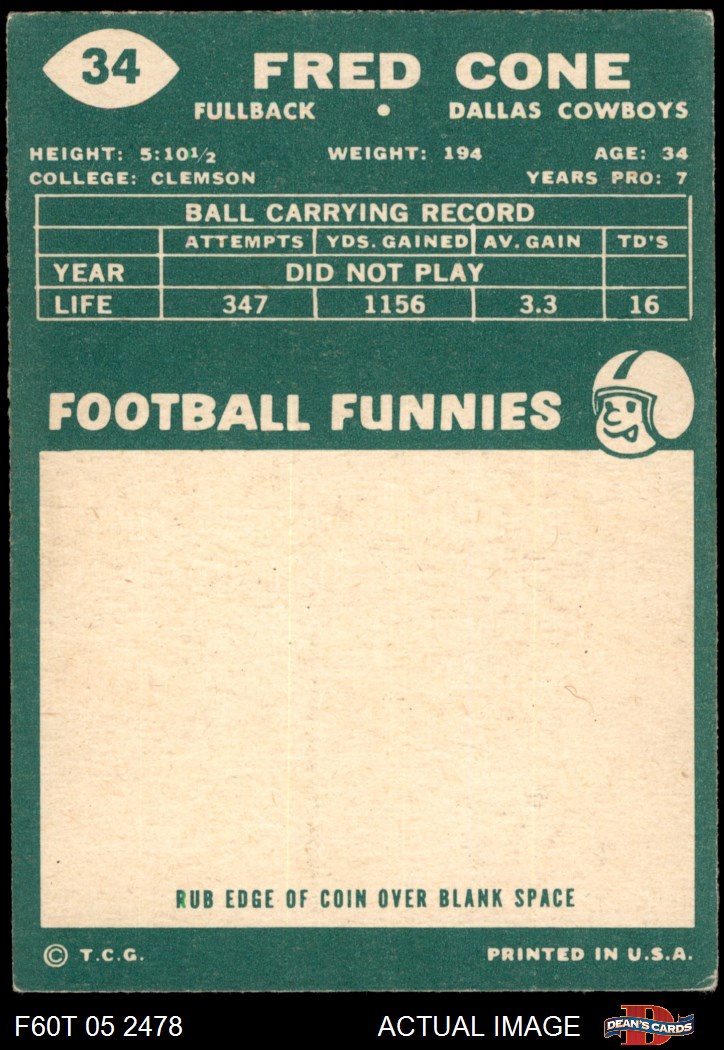 34
FRED CONE
FULLBACK • DALLAS COWBOYS
HEIGHT: 5:10½ WEIGHT: 194 AGE: 34
COLLEGE: CLEMSON YEARS PRO: 7
BALL CARRYING RECORD
ATTEMPTS YDS. GAINED AV. GAIN TD'S
YEAR DID NOT PLAY
LIFE 347 1156 3.3 16
FOOTBALL FUNNIES
RUB EDGE OF COIN OVER BLANK SPACE
© T.C.G. PRINTED IN U.S.A.
F60T 05 2478 ACTUAL IMAGE D DEAN'S CARDS